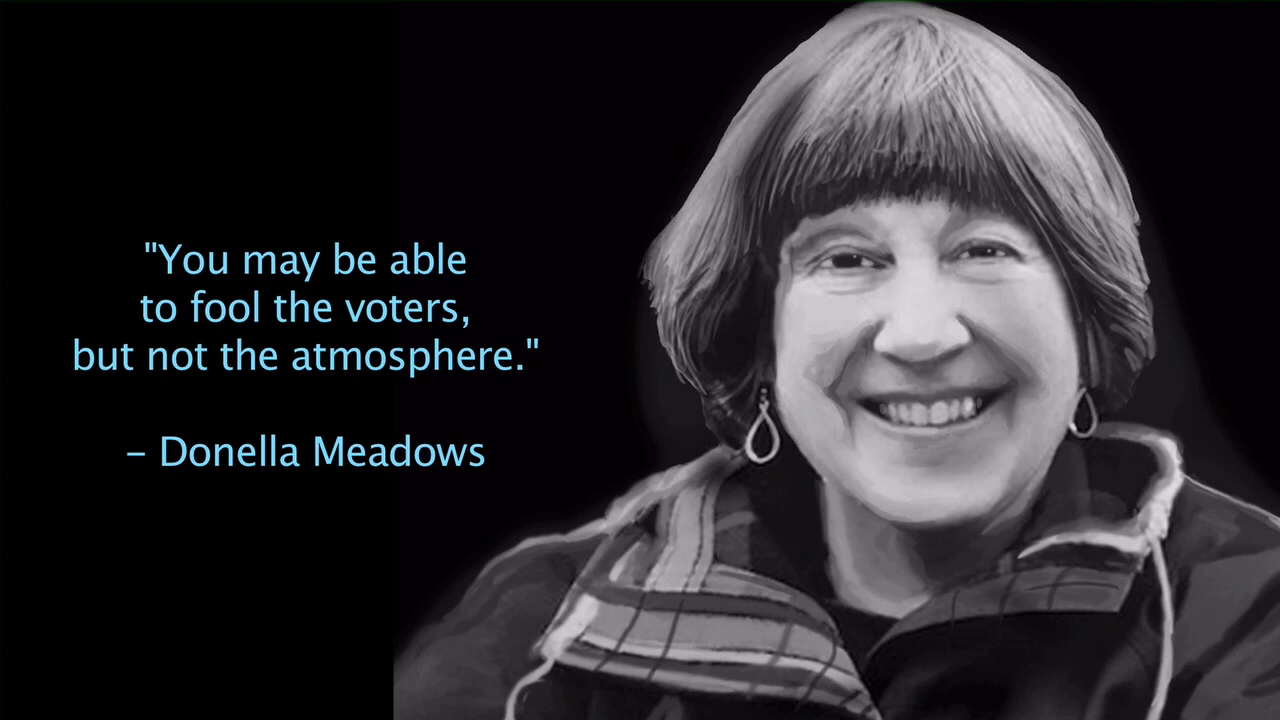 "You may be able
to fool the voters,
but not the atmosphere."
– Donella Meadows